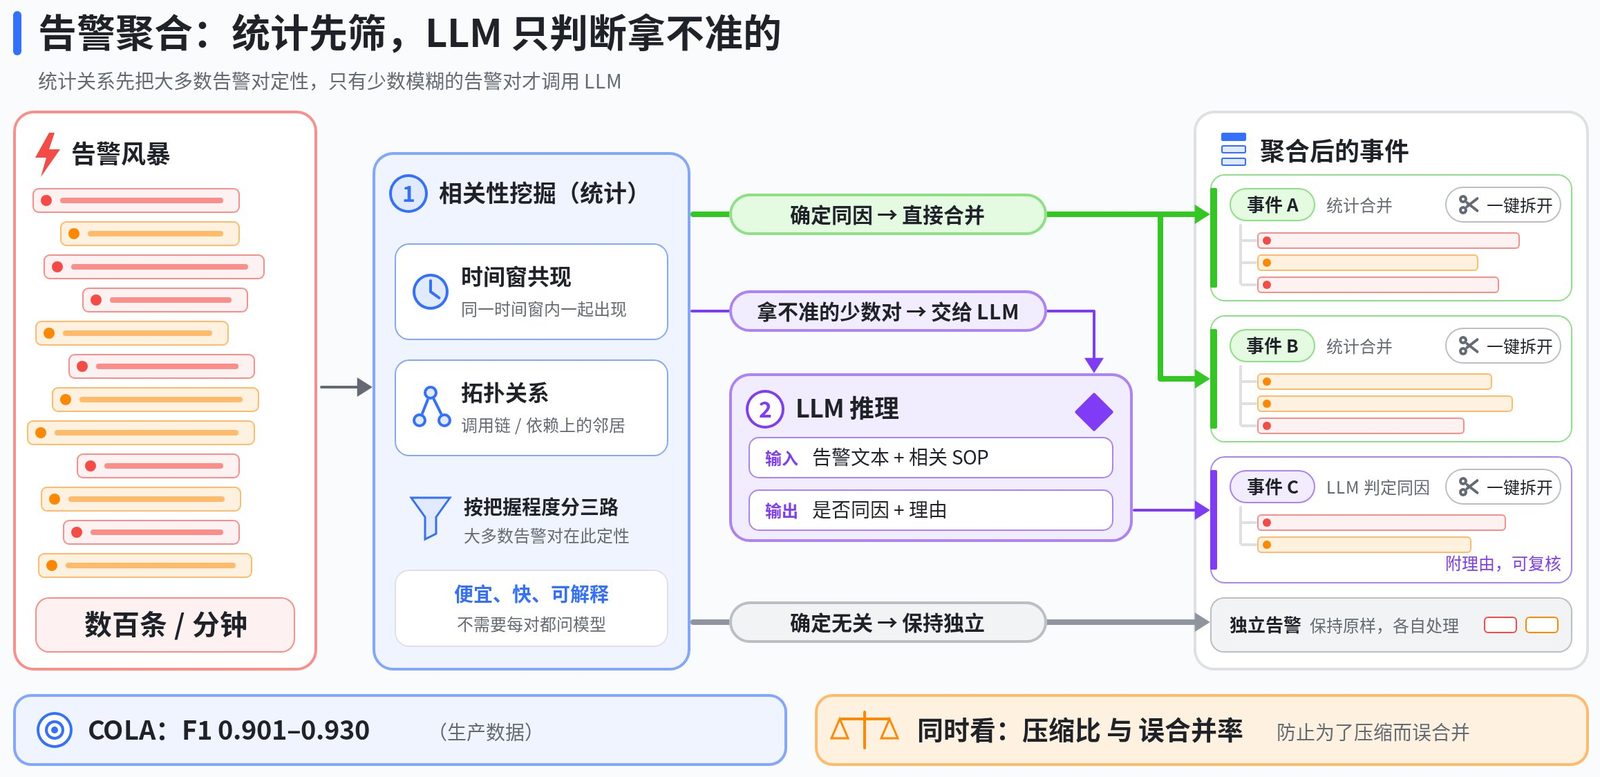 告警聚合：统计先筛，LLM 只判断拿不准的
统计关系先把大多数告警对定性，只有少数模糊的告警对才调用 LLM
告警风暴
数百条 / 分钟
1 相关性挖掘（统计）
时间窗共现
同一时间窗内一起出现
拓扑关系
调用链 / 依赖上的邻居
按把握程度分三路
大多数告警对在此定性
便宜、快、可解释
不需要每对都问模型
确定同因 → 直接合并
拿不准的少数对 → 交给 LLM
2 LLM 推理
输入 告警文本 + 相关 SOP
输出 是否同因 + 理由
确定无关 → 保持独立
聚合后的事件
事件 A 统计合并 一键拆开
事件 B 统计合并 一键拆开
事件 C LLM 判定同因 一键拆开
附理由，可复核
独立告警 保持原样，各自处理
COLA：F1 0.901–0.930 （生产数据）
同时看：压缩比 与 误合并率 防止为了压缩而误合并